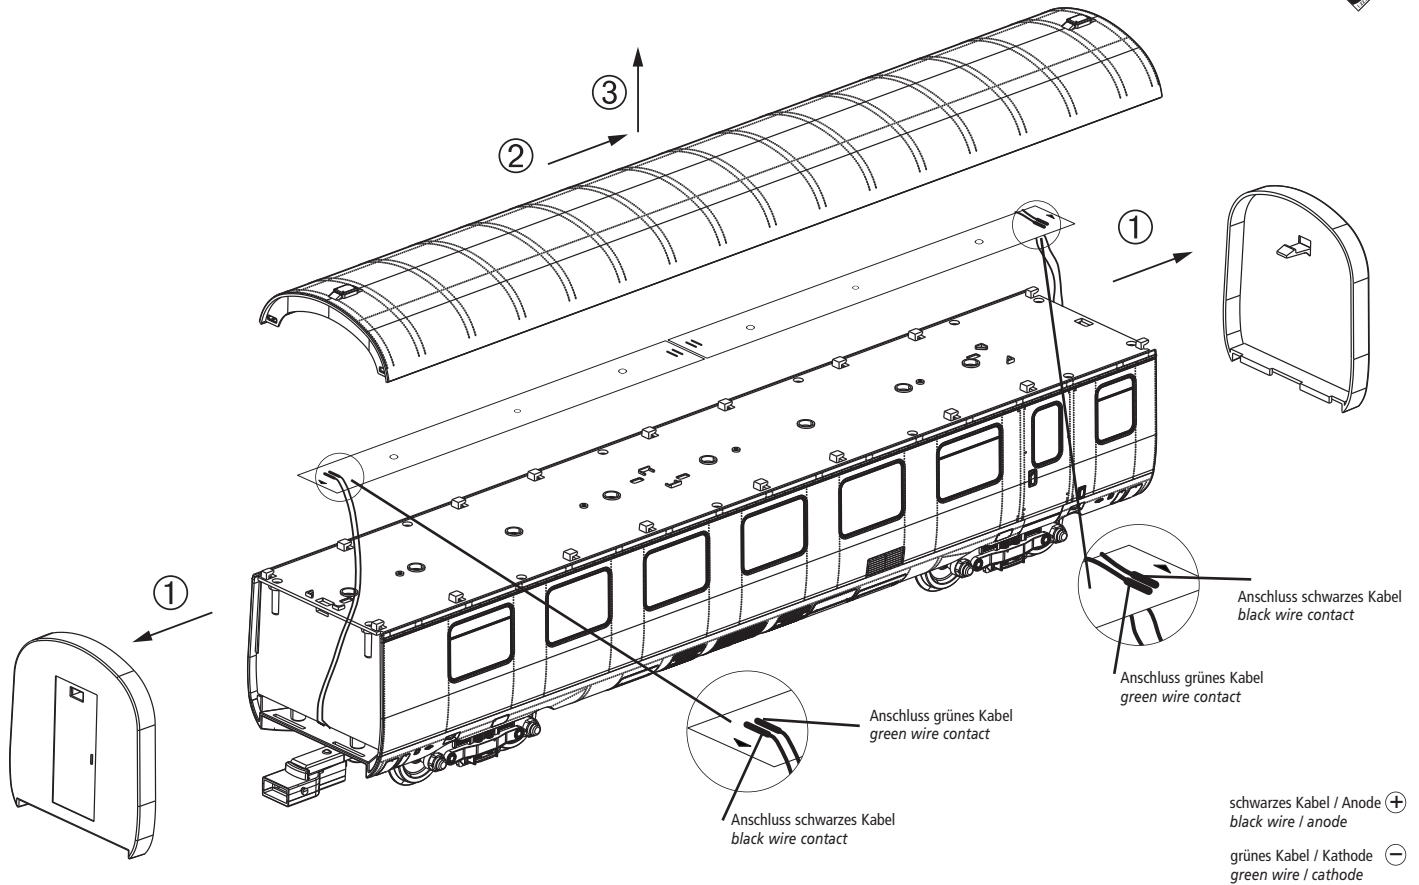 ③
②
①
①
Anschluss schwarzes Kabel
black wire contact
Anschluss grünes Kabel
green wire contact
Anschluss grünes Kabel
green wire contact
Anschluss schwarzes Kabel
black wire contact
schwarzes Kabel / Anode +
black wire / anode
grünes Kabel / Kathode −
green wire / cathode